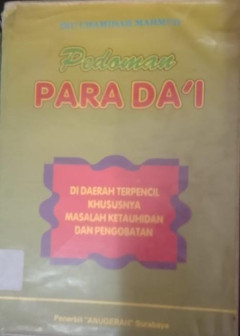 Pedoman
PARA DA'I
DI DAERAH TERPENCIL
KHUSUSNYA
MASALAH KETAUHIDAN
DAN PENGOBATAN
Penerbit "ANUGERAH" Surabaya